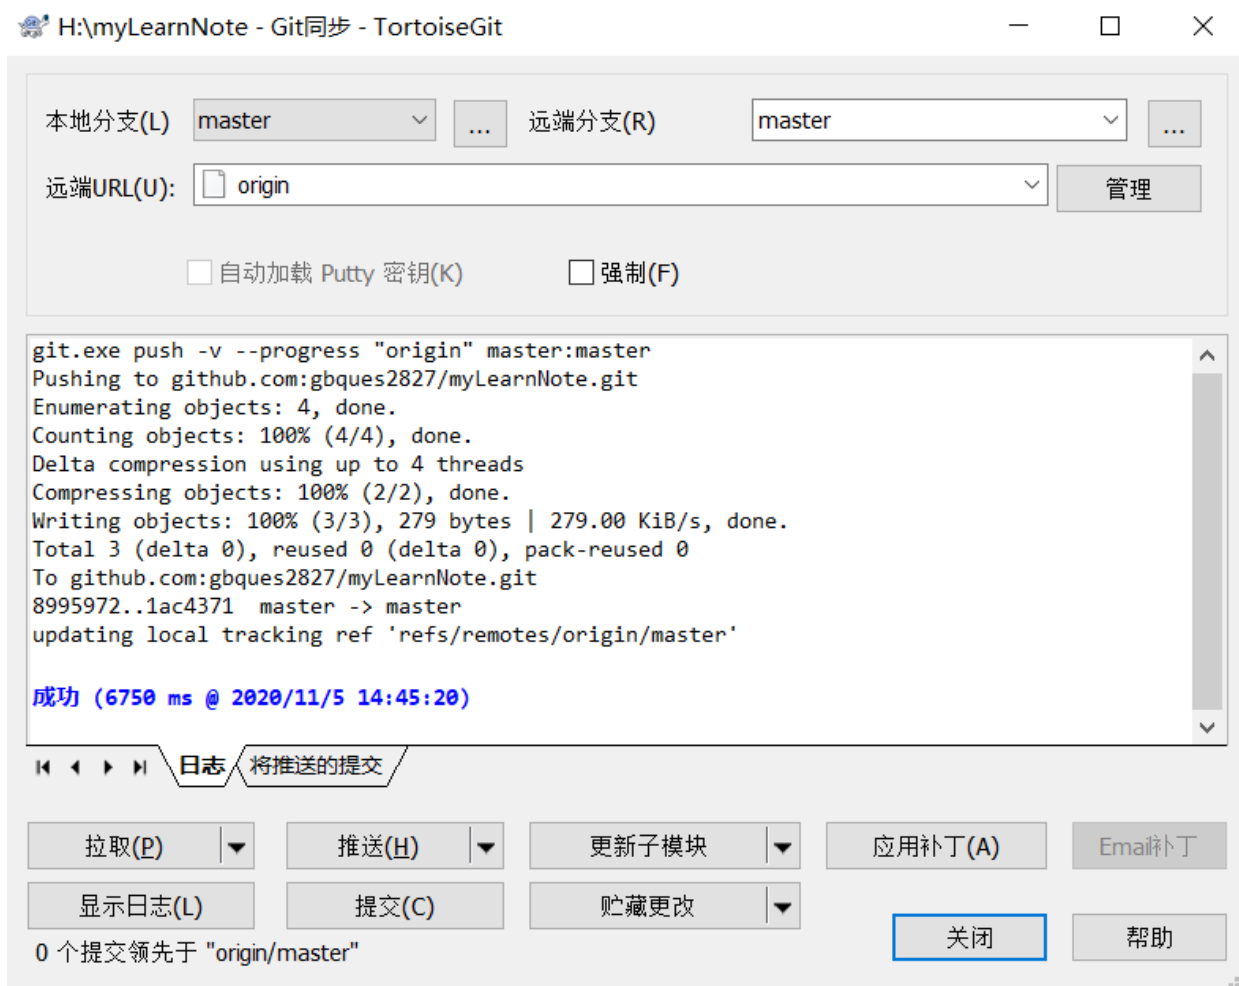 H:\myLearnNote - Git同步 - TortoiseGit
本地分支(L) master ... 远端分支(R) master ...
远端URL(U): origin 管理
自动加载 Putty 密钥(K) 强制(F)
git.exe push -v --progress "origin" master:master
Pushing to github.com:gbques2827/myLearnNote.git
Enumerating objects: 4, done.
Counting objects: 100% (4/4), done.
Delta compression using up to 4 threads
Compressing objects: 100% (2/2), done.
Writing objects: 100% (3/3), 279 bytes | 279.00 KiB/s, done.
Total 3 (delta 0), reused 0 (delta 0), pack-reused 0
To github.com:gbques2827/myLearnNote.git
8995972..1ac4371  master -> master
updating local tracking ref 'refs/remotes/origin/master'
成功 (6750 ms @ 2020/11/5 14:45:20)
日志 将推送的提交
拉取(P) 推送(H) 更新子模块 应用补丁(A) Email补丁
显示日志(L) 提交(C) 贮藏更改
关闭 帮助
0 个提交领先于 "origin/master"